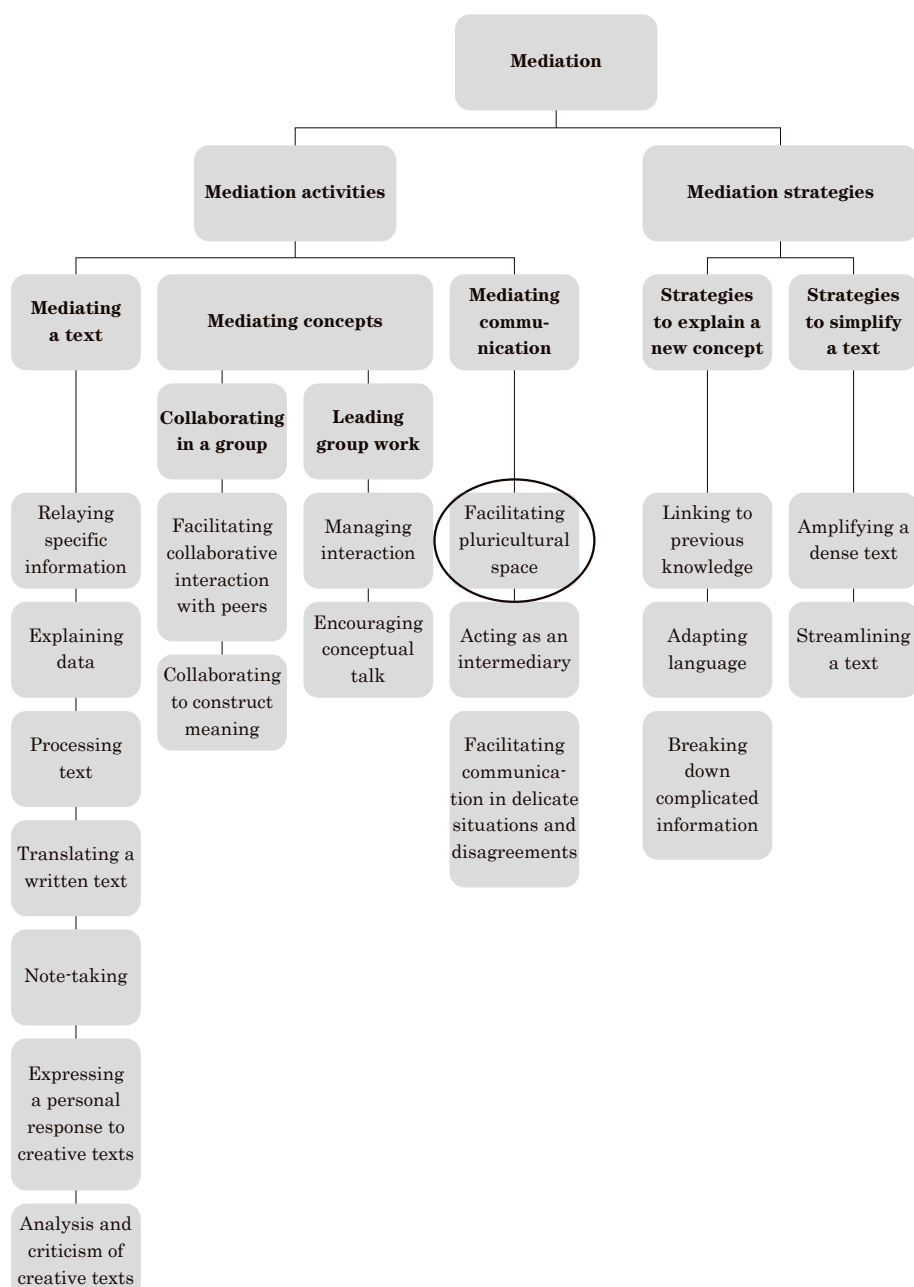 Mediation
Mediation activities
Mediation strategies
Mediating
a text
Mediating concepts
Mediating
commu-
nication
Strategies
to explain a
new concept
Strategies
to simplify
a text
Collaborating
in a group
Leading
group work
Relaying
specific
information
Facilitating
collaborative
interaction
with peers
Managing
interaction
Facilitating
pluricultural
space
Linking to
previous
knowledge
Amplifying a
dense text
Explaining
data
Collaborating
to construct
meaning
Encouraging
conceptual
talk
Acting as an
intermediary
Adapting
language
Streamlining
a text
Processing
text
Facilitating
communica-
tion in delicate
situations and
disagreements
Breaking
down
complicated
information
Translating a
written text
Note-taking
Expressing
a personal
response to
creative texts
Analysis and
criticism of
creative texts